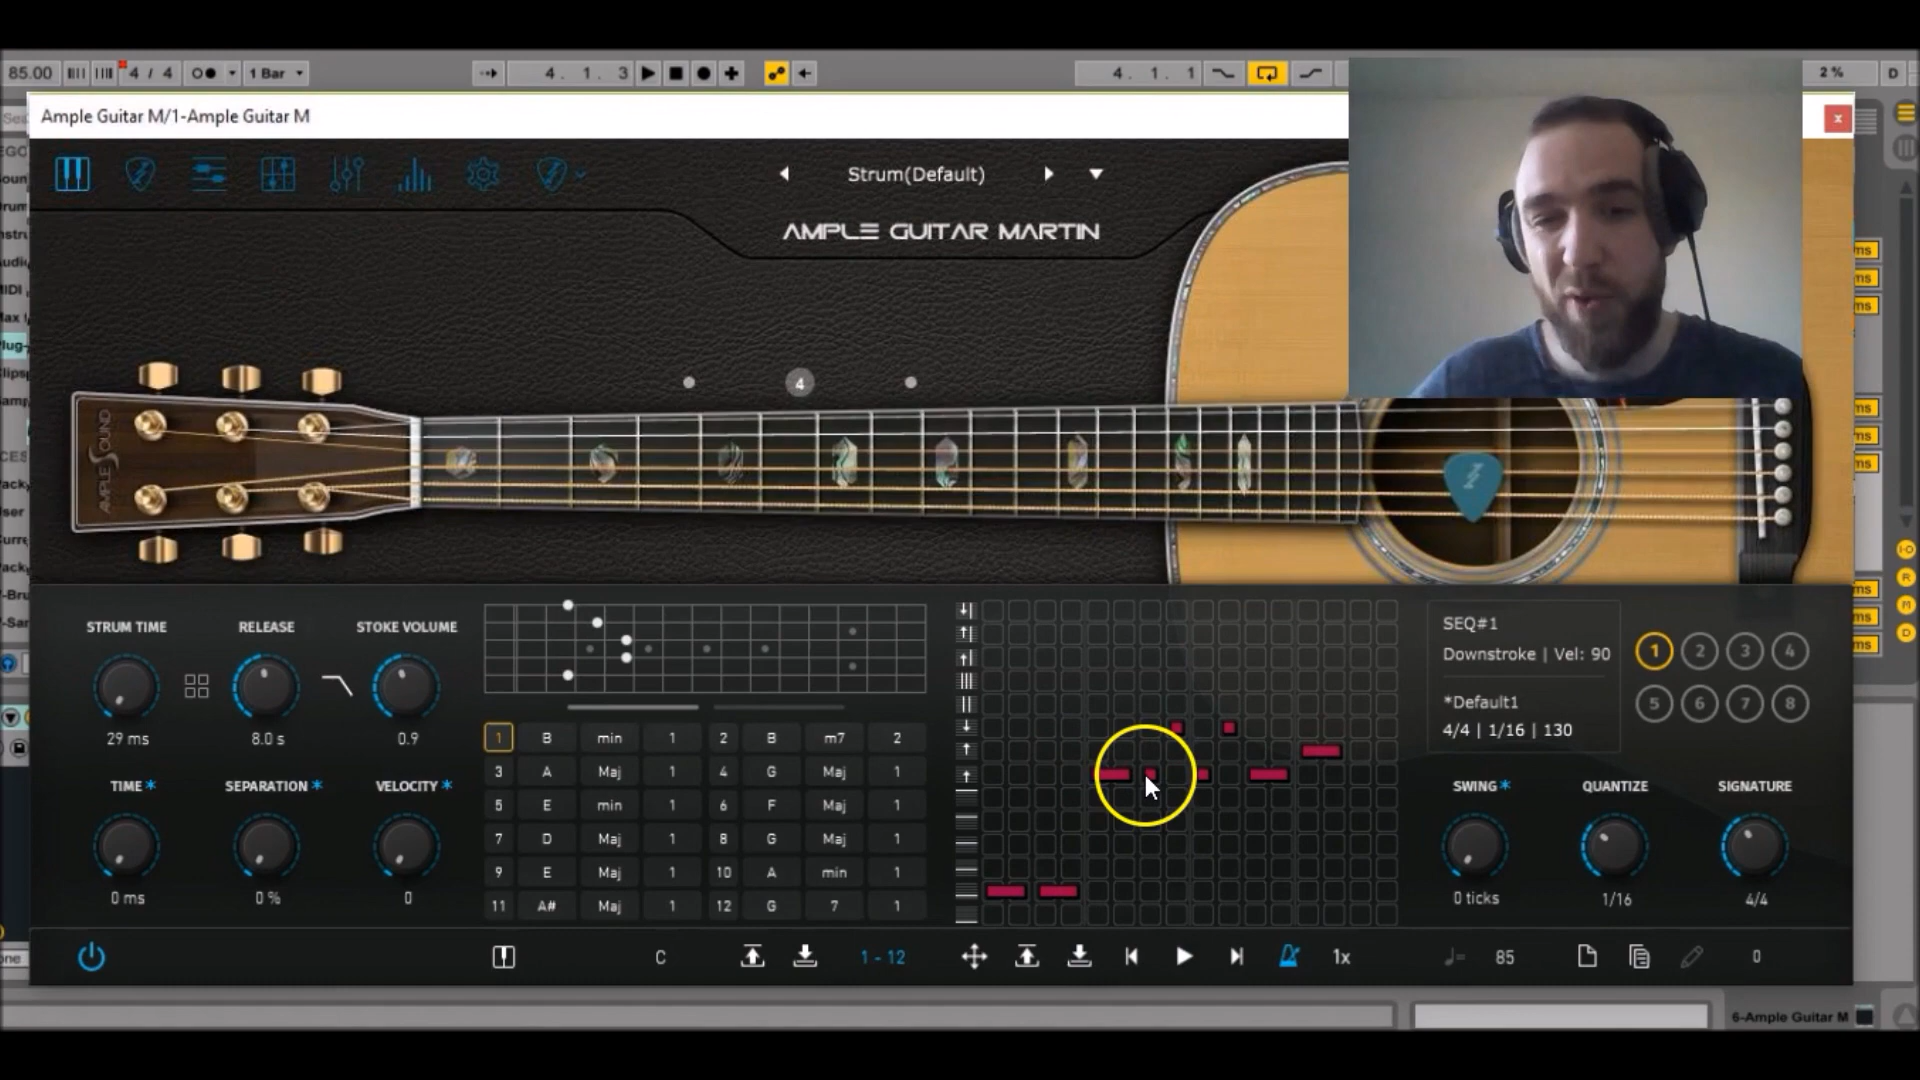 85.00 4 / 4 1 Bar 4. 1. 3 4. 1. 1 2 % D
Ample Guitar M/1-Ample Guitar M x
Strum(Default)
AMPLE GUITAR MARTIN
4
AMPLE SOUND
STRUM TIME RELEASE STOKE VOLUME
29 ms 8.0 s 0.9
TIME* SEPARATION* VELOCITY*
0 ms 0 % 0
1 B min 1 2 B m7 2
3 A Maj 1 4 G Maj 1
5 E min 1 6 F Maj 1
7 D Maj 1 8 G Maj 1
9 E Maj 1 10 A min 1
11 A# Maj 1 12 G 7 1
SEQ#1
Downstroke | Vel: 90
*Default1
4/4 | 1/16 | 130
1 2 3 4
5 6 7 8
SWING* QUANTIZE SIGNATURE
0 ticks 1/16 4/4
C 1 - 12 1x 85 0
6-Ample Guitar M